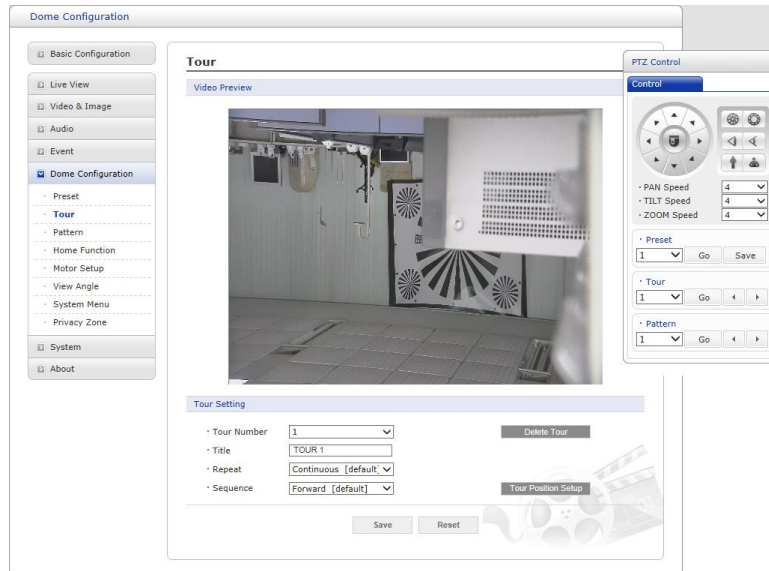 Dome Configuration
Basic Configuration
Live View
Video & Image
Audio
Event
Dome Configuration
Preset
Tour
Pattern
Home Function
Motor Setup
View Angle
System Menu
Privacy Zone
System
About
Tour
Video Preview
Tour Setting
Tour Number 1 Delete Tour
Title TOUR 1
Repeat Continuous [default]
Sequence Forward [default] Tour Position Setup
Save Reset
PTZ Control
Control
PAN Speed 4
TILT Speed 4
ZOOM Speed 4
Preset
1 Go Save
Tour
1 Go
Pattern
1 Go